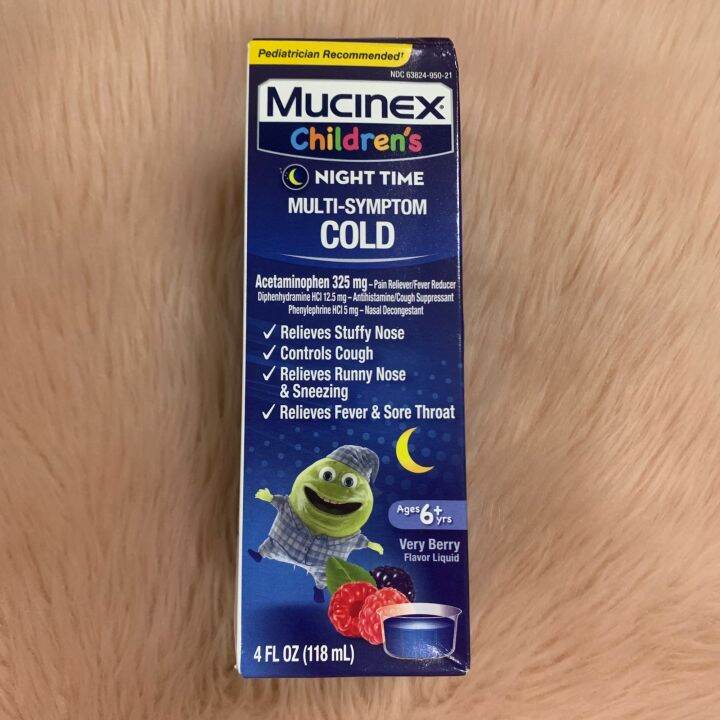 Pediatrician Recommended†
NDC 63824-950-21
Mucinex®
Children's
NIGHT TIME
MULTI-SYMPTOM
COLD
Acetaminophen 325 mg – Pain Reliever/Fever Reducer
Diphenhydramine HCl 12.5 mg – Antihistamine/Cough Suppressant
Phenylephrine HCl 5 mg – Nasal Decongestant
✓ Relieves Stuffy Nose
✓ Controls Cough
✓ Relieves Runny Nose
& Sneezing
✓ Relieves Fever & Sore Throat
Ages 6+ yrs
Very Berry
Flavor Liquid
4 FL OZ (118 mL)